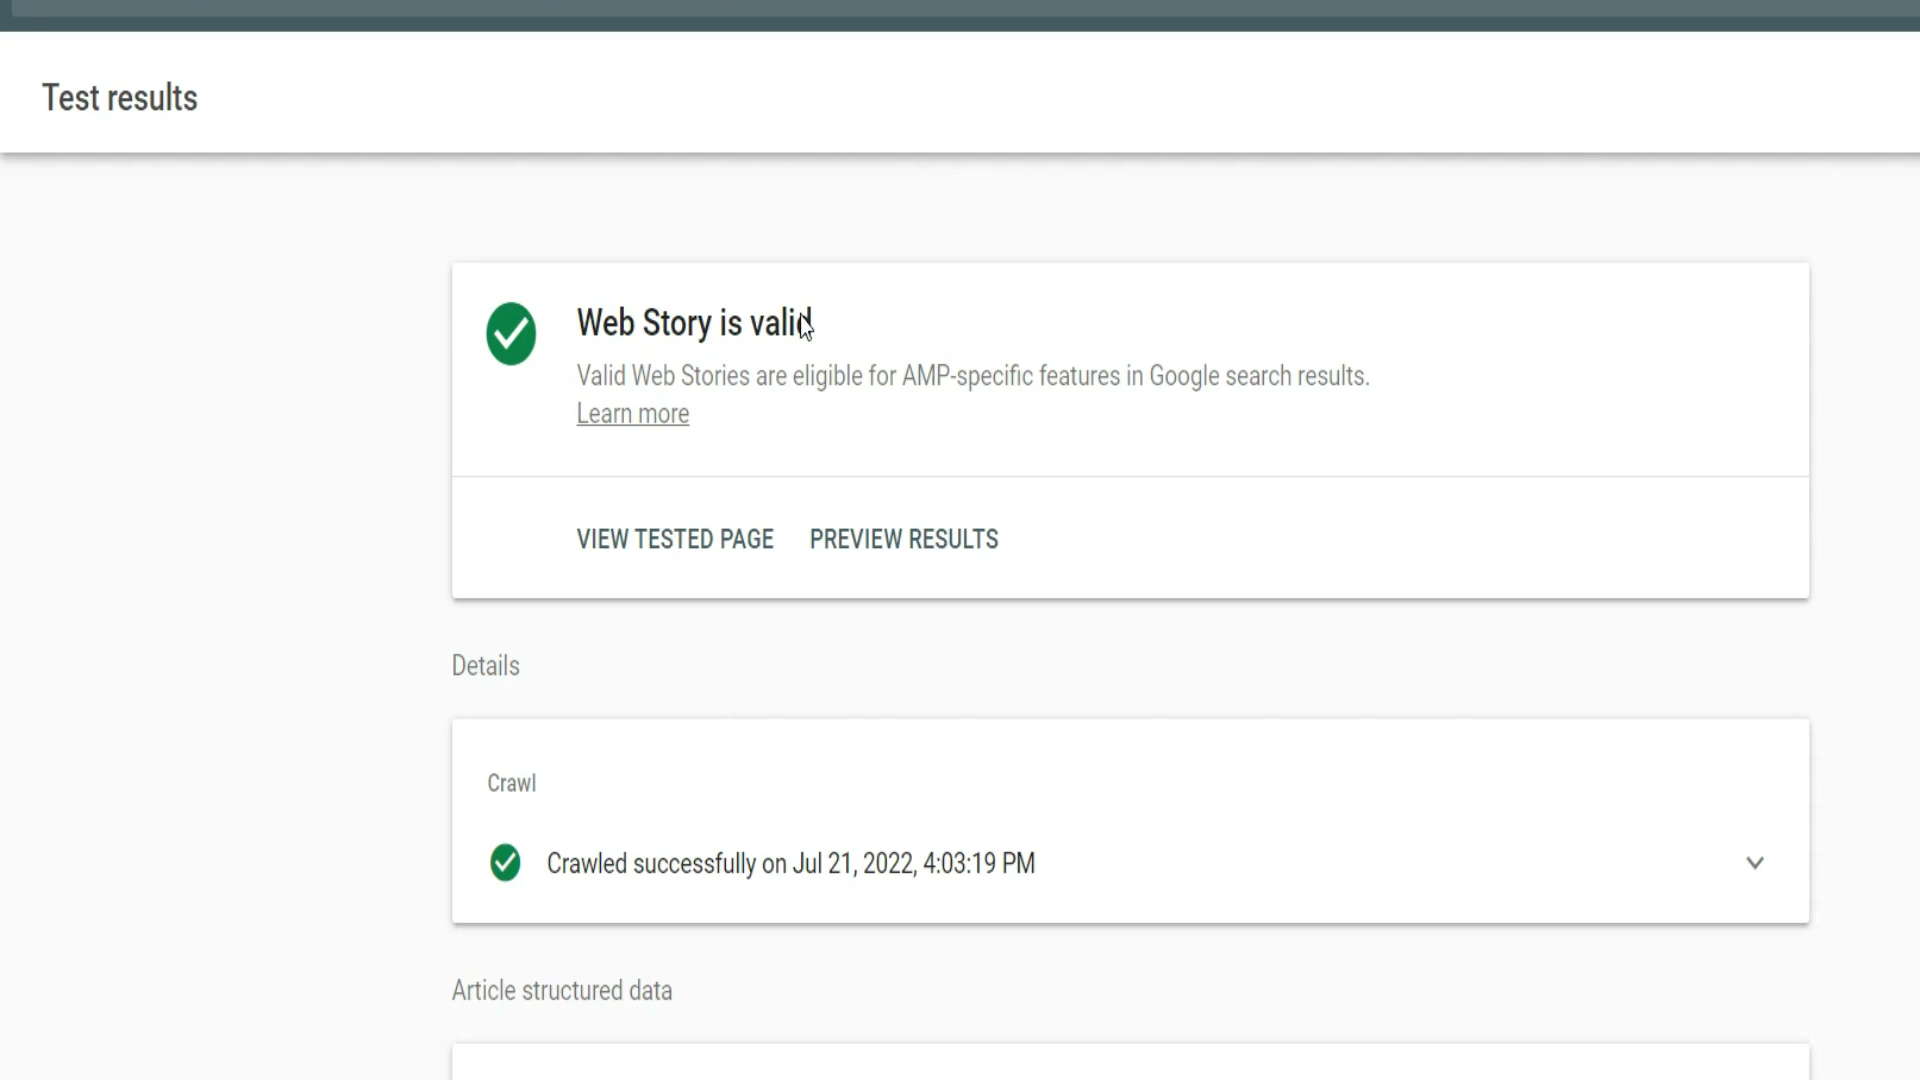 Test results
Web Story is valid
Valid Web Stories are eligible for AMP-specific features in Google search results.
Learn more
VIEW TESTED PAGE
PREVIEW RESULTS
Details
Crawl
Crawled successfully on Jul 21, 2022, 4:03:19 PM
Article structured data